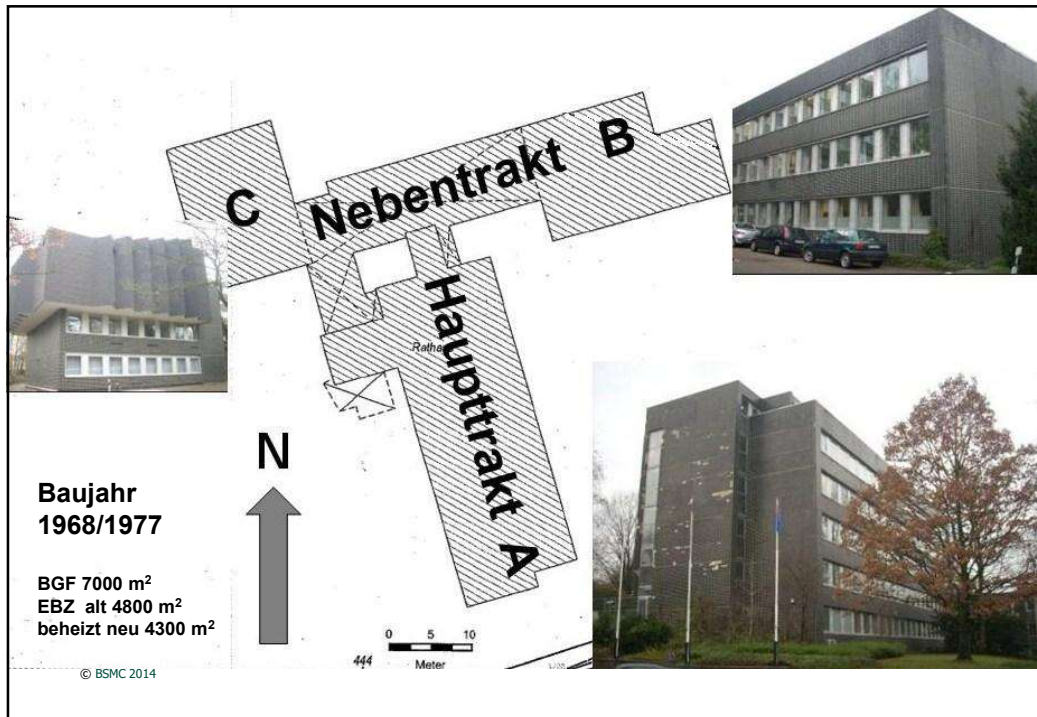 C
Nebentrakt B
Haupttrakt A
N
Baujahr
1968/1977
BGF 7000 m²
EBZ alt 4800 m²
beheizt neu 4300 m²
0 5 10
Meter
444
© BSMC 2014